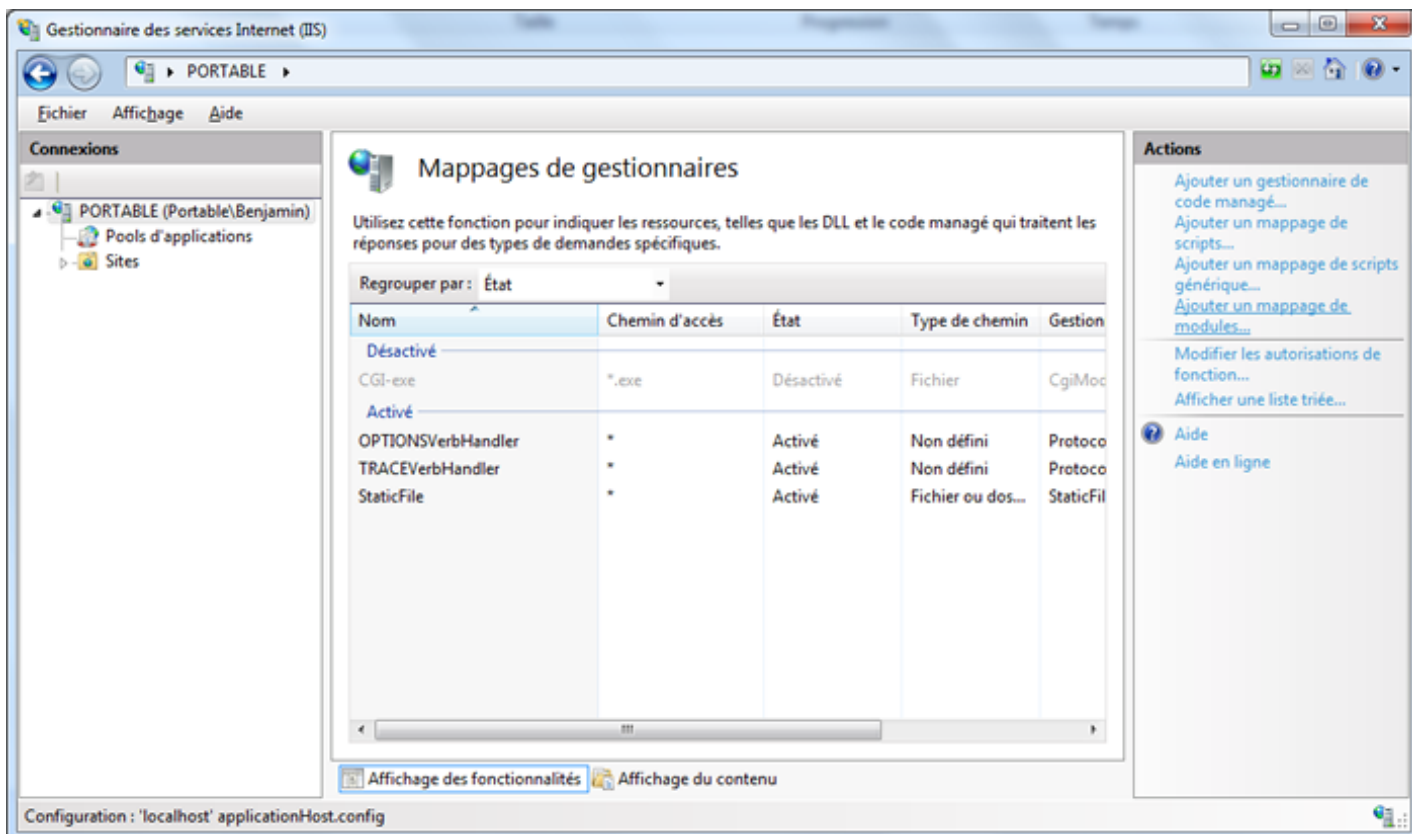 Gestionnaire des services Internet (IIS)
PORTABLE
Fichier Affichage Aide
Connexions
PORTABLE (Portable\Benjamin)
Pools d'applications
Sites
Mappages de gestionnaires
Utilisez cette fonction pour indiquer les ressources, telles que les DLL et le code managé qui traitent les
réponses pour des types de demandes spécifiques.
Regrouper par : État
Nom Chemin d'accès État Type de chemin Gestion
Désactivé
CGI-exe *.exe Désactivé Fichier CgiMod
Activé
OPTIONSVerbHandler * Activé Non défini Protoco
TRACEVerbHandler * Activé Non défini Protoco
StaticFile * Activé Fichier ou dos... StaticFil
Affichage des fonctionnalités Affichage du contenu
Actions
Ajouter un gestionnaire de
code managé...
Ajouter un mappage de
scripts...
Ajouter un mappage de scripts
générique...
Ajouter un mappage de
modules...
Modifier les autorisations de
fonction...
Afficher une liste triée...
Aide
Aide en ligne
Configuration : 'localhost' applicationHost.config